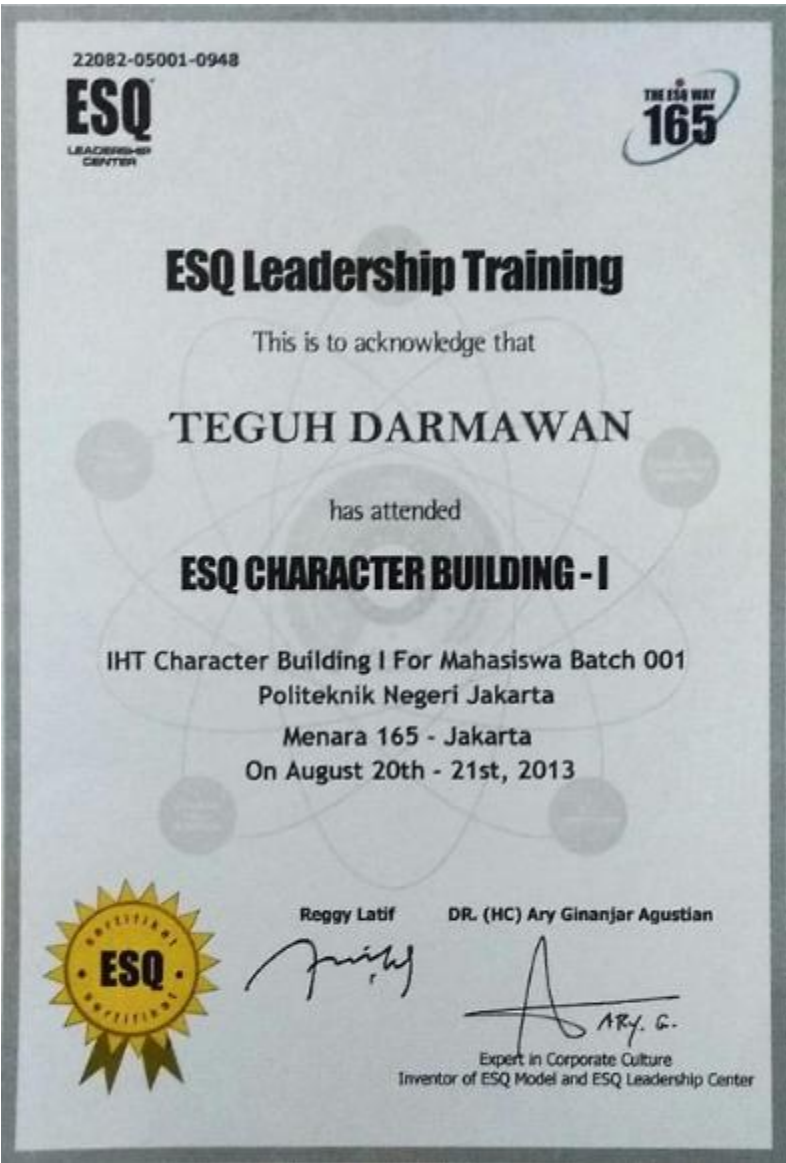 22082-05001-0948
ESQ
LEADERSHIP
CENTER
THE ESQ WAY
165
ESQ Leadership Training
This is to acknowledge that
TEGUH DARMAWAN
has attended
ESQ CHARACTER BUILDING - I
IHT Character Building I For Mahasiswa Batch 001
Politeknik Negeri Jakarta
Menara 165 - Jakarta
On August 20th - 21st, 2013
Reggy Latif
DR. (HC) Ary Ginanjar Agustian
sertifikat
ESQ
sertifikat
ARY. G.
Expert in Corporate Culture
Inventor of ESQ Model and ESQ Leadership Center